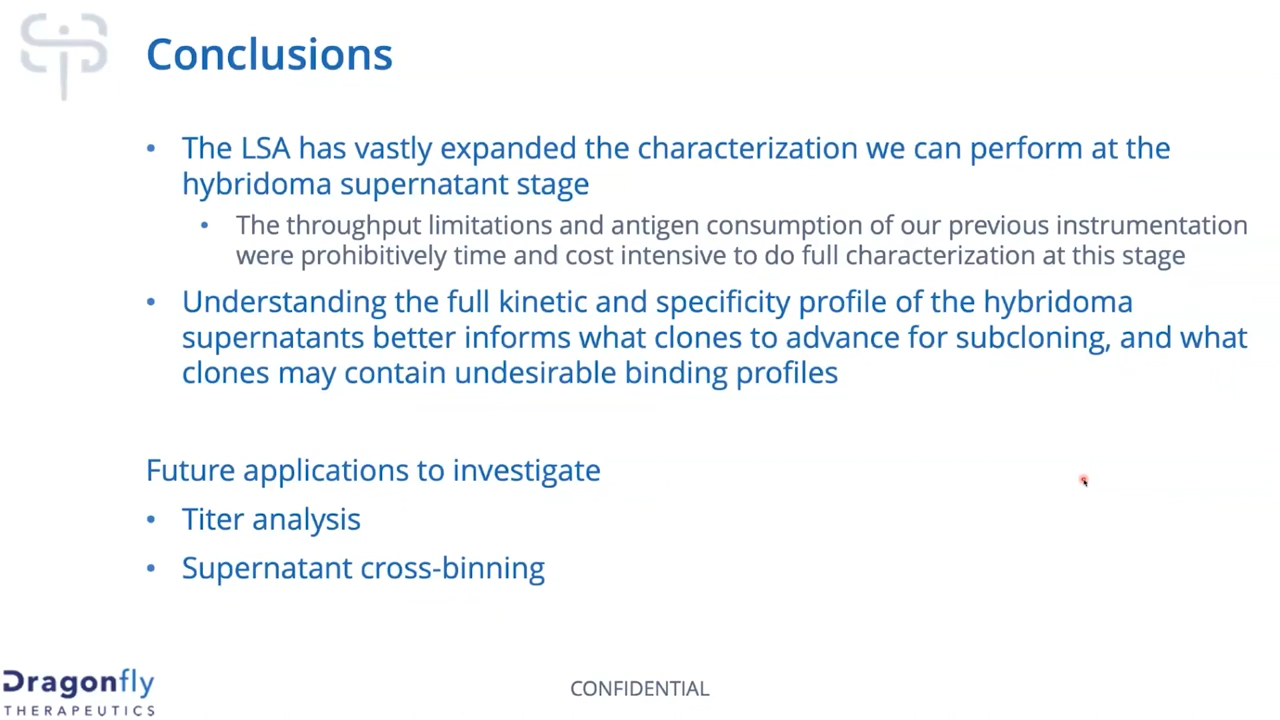 Conclusions
• The LSA has vastly expanded the characterization we can perform at the
hybridoma supernatant stage
• The throughput limitations and antigen consumption of our previous instrumentation
were prohibitively time and cost intensive to do full characterization at this stage
• Understanding the full kinetic and specificity profile of the hybridoma
supernatants better informs what clones to advance for subcloning, and what
clones may contain undesirable binding profiles
Future applications to investigate
• Titer analysis
• Supernatant cross-binning
Dragonfly
THERAPEUTICS
CONFIDENTIAL